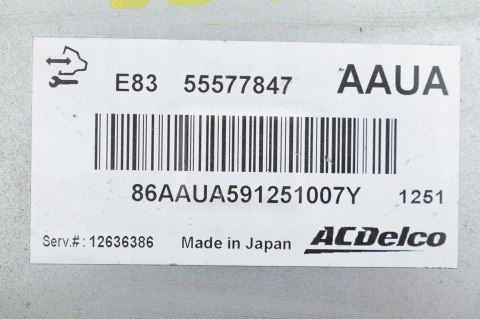 E83 55577847 AAUA
86AAUA591251007Y 1251
Serv.#: 12636386 Made in Japan ACDelco